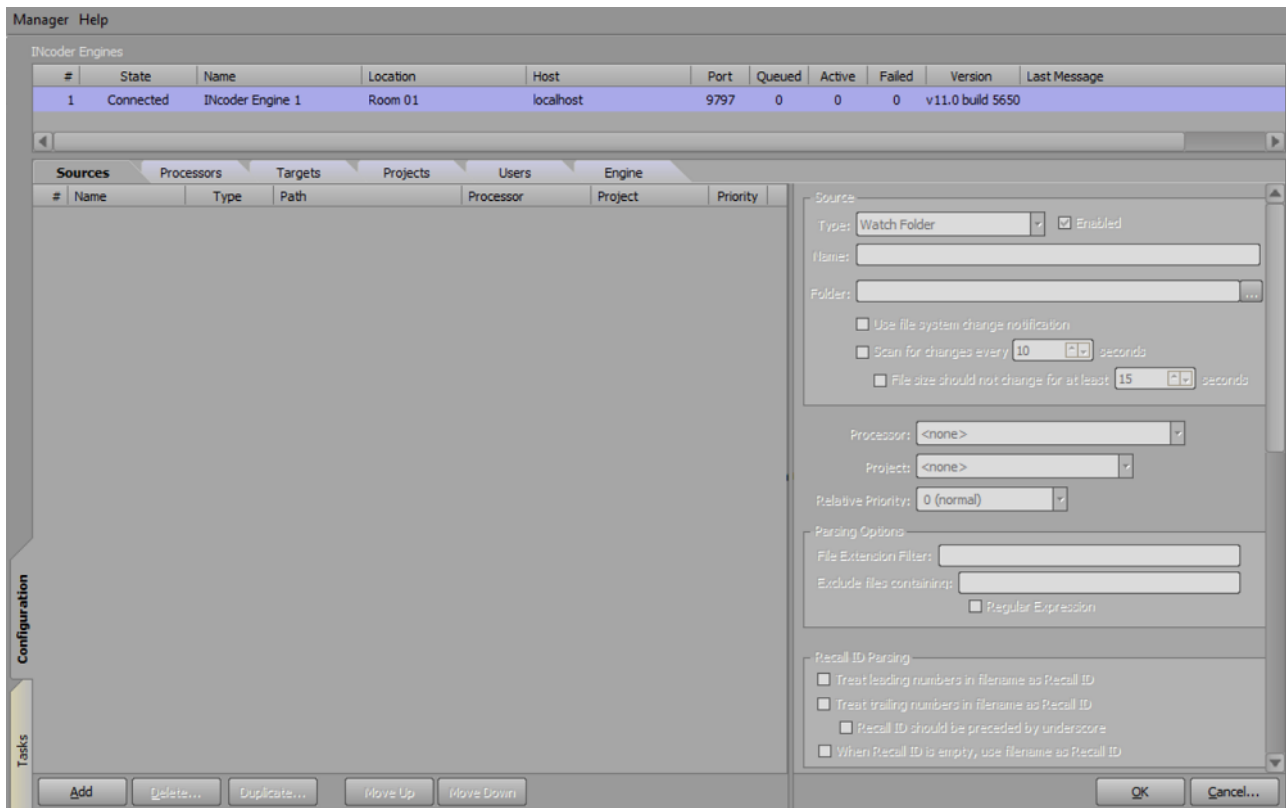 Manager Help
INcoder Engines
# State Name Location Host Port Queued Active Failed Version Last Message
1 Connected INcoder Engine 1 Room 01 localhost 9797 0 0 0 v11.0 build 5650
Sources Processors Targets Projects Users Engine
# Name Type Path Processor Project Priority
Source
Type: Watch Folder Enabled
Name:
Folder: ...
Use file system change notification
Scan for changes every 10 seconds
File size should not change for at least 15 seconds
Processor: <none>
Project: <none>
Relative Priority: 0 (normal)
Parsing Options
File Extension Filter:
Exclude files containing:
Regular Expression
Recall ID Parsing
Treat leading numbers in filename as Recall ID
Treat trailing numbers in filename as Recall ID
Recall ID should be preceded by underscore
When Recall ID is empty, use filename as Recall ID
Configuration
Tasks
Add Delete... Duplicate... Move Up Move Down OK Cancel...